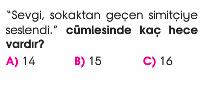 "Sevgi, sokaktan geçen simitçiye
seslendi." cümlesinde kaç hece
vardır?
A) 14 B) 15 C) 16